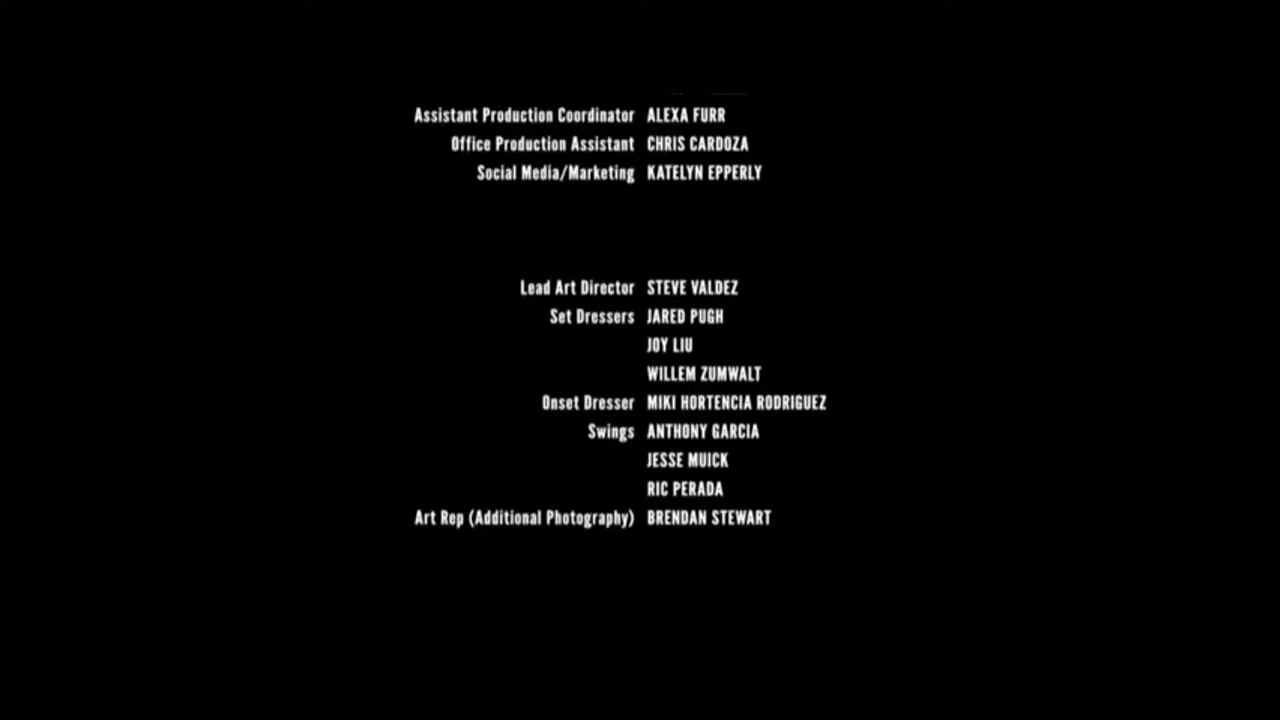 Assistant Production Coordinator ALEXA FURR
Office Production Assistant CHRIS CARDOZA
Social Media/Marketing KATELYN EPPERLY
Lead Art Director STEVE VALDEZ
Set Dressers JARED PUGH
JOY LIU
WILLEM ZUMWALT
Onset Dresser MIKI HORTENCIA RODRIGUEZ
Swings ANTHONY GARCIA
JESSE MUICK
RIC PERADA
Art Rep (Additional Photography) BRENDAN STEWART